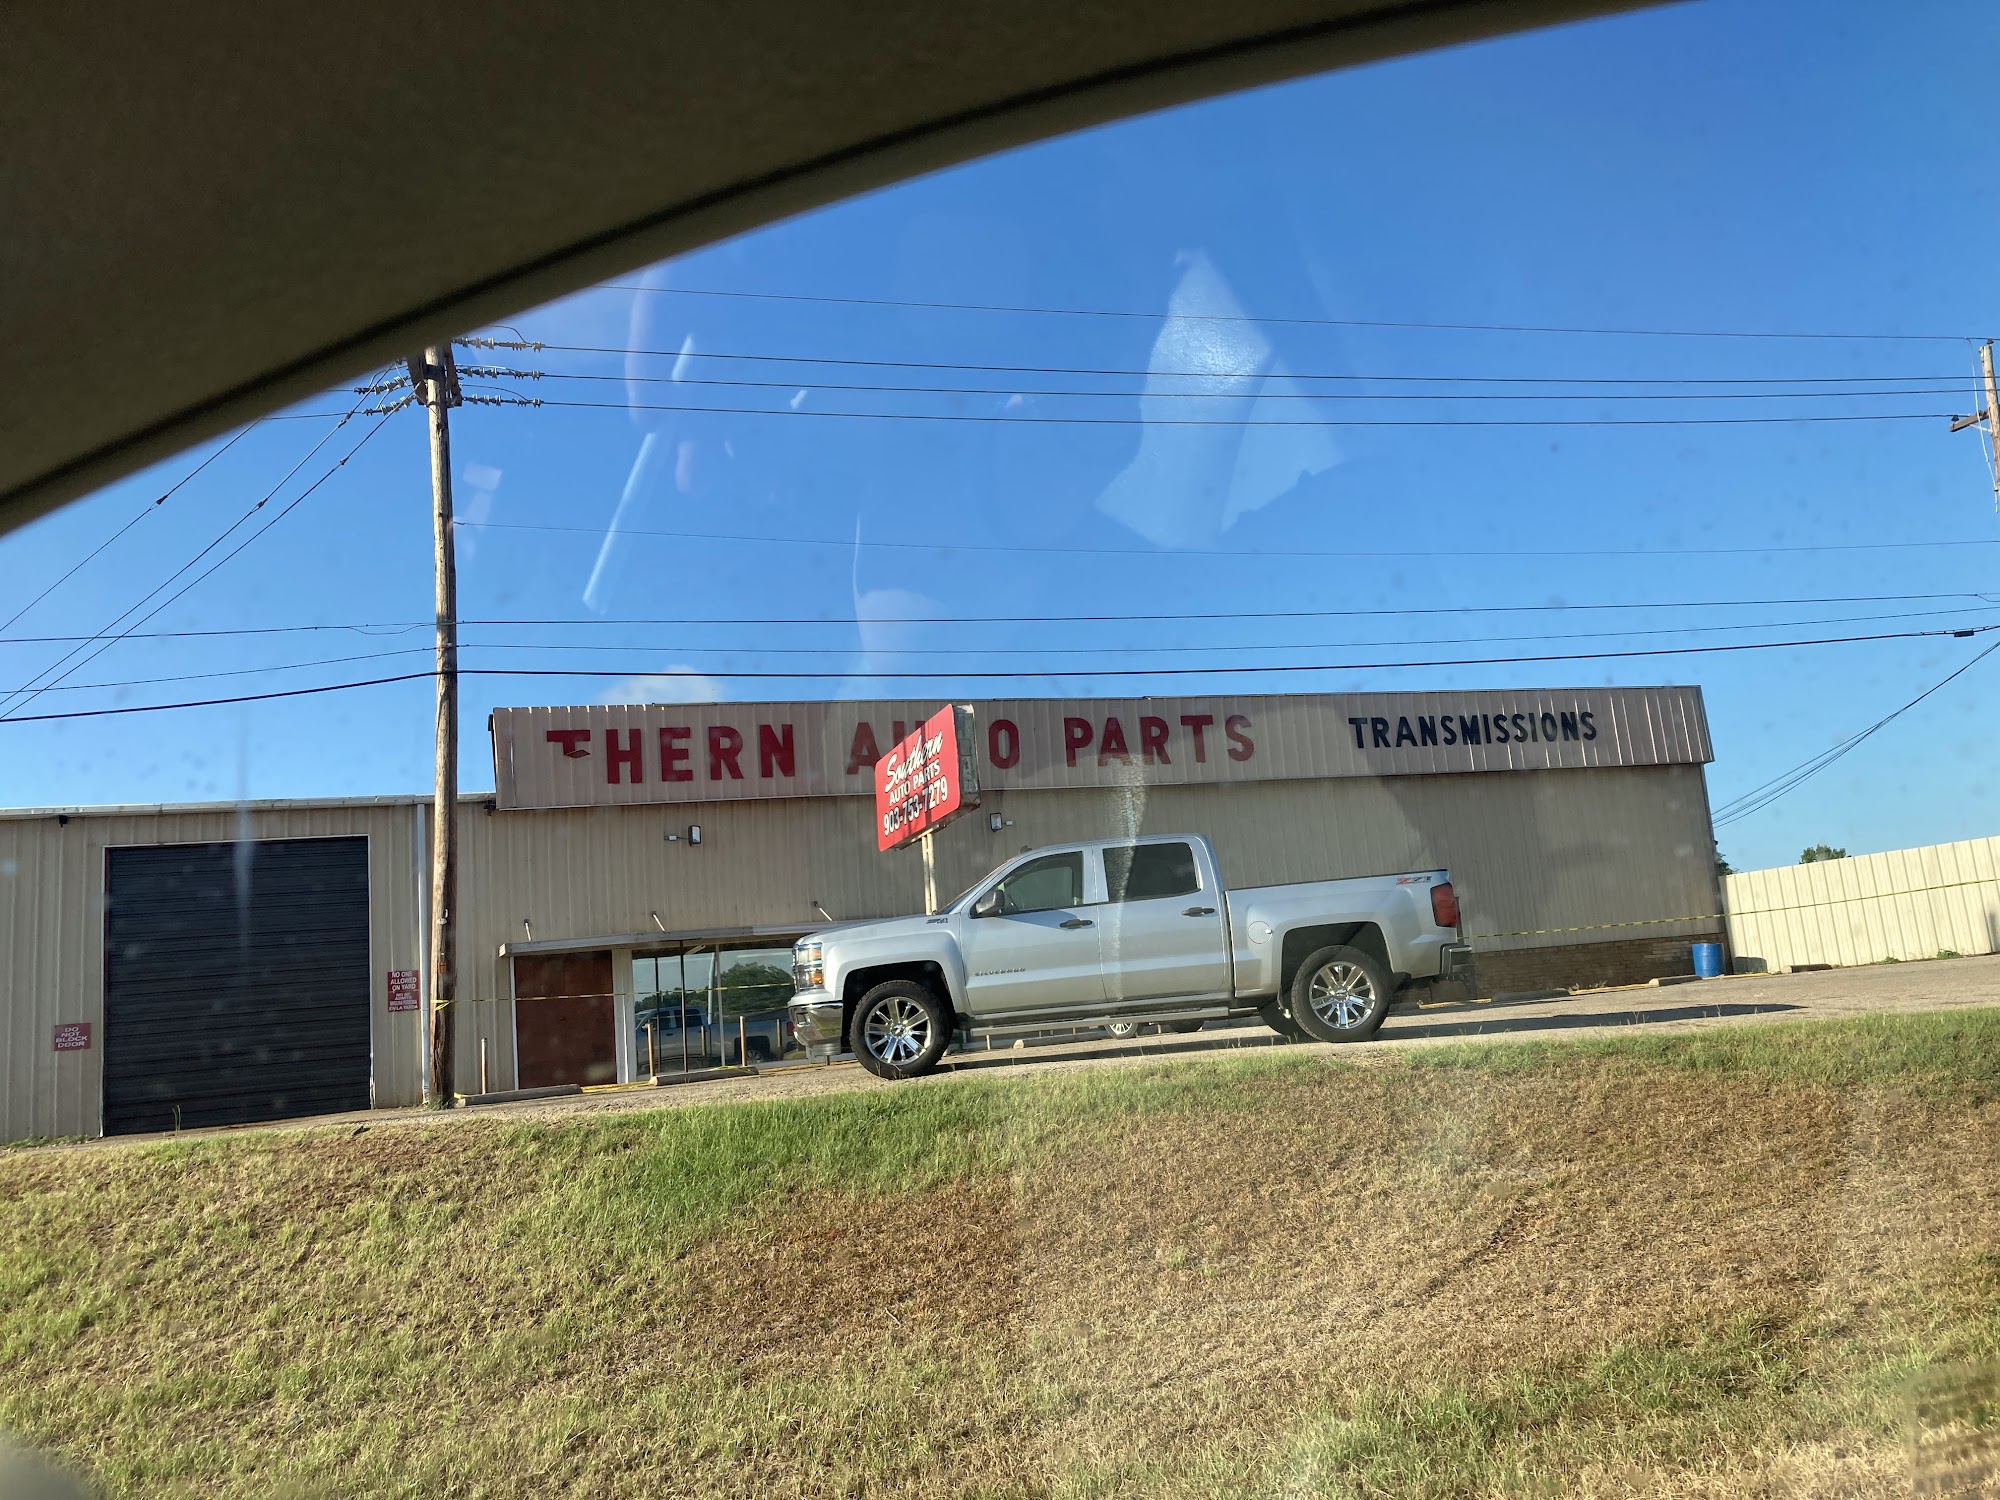 THERN AUTO PARTS TRANSMISSIONS
Southern
AUTO PARTS
903-753-7279
NO ONE
ALLOWED
ON YARD
DO
NOT
BLOCK
DOOR
SILVERADO
Z71